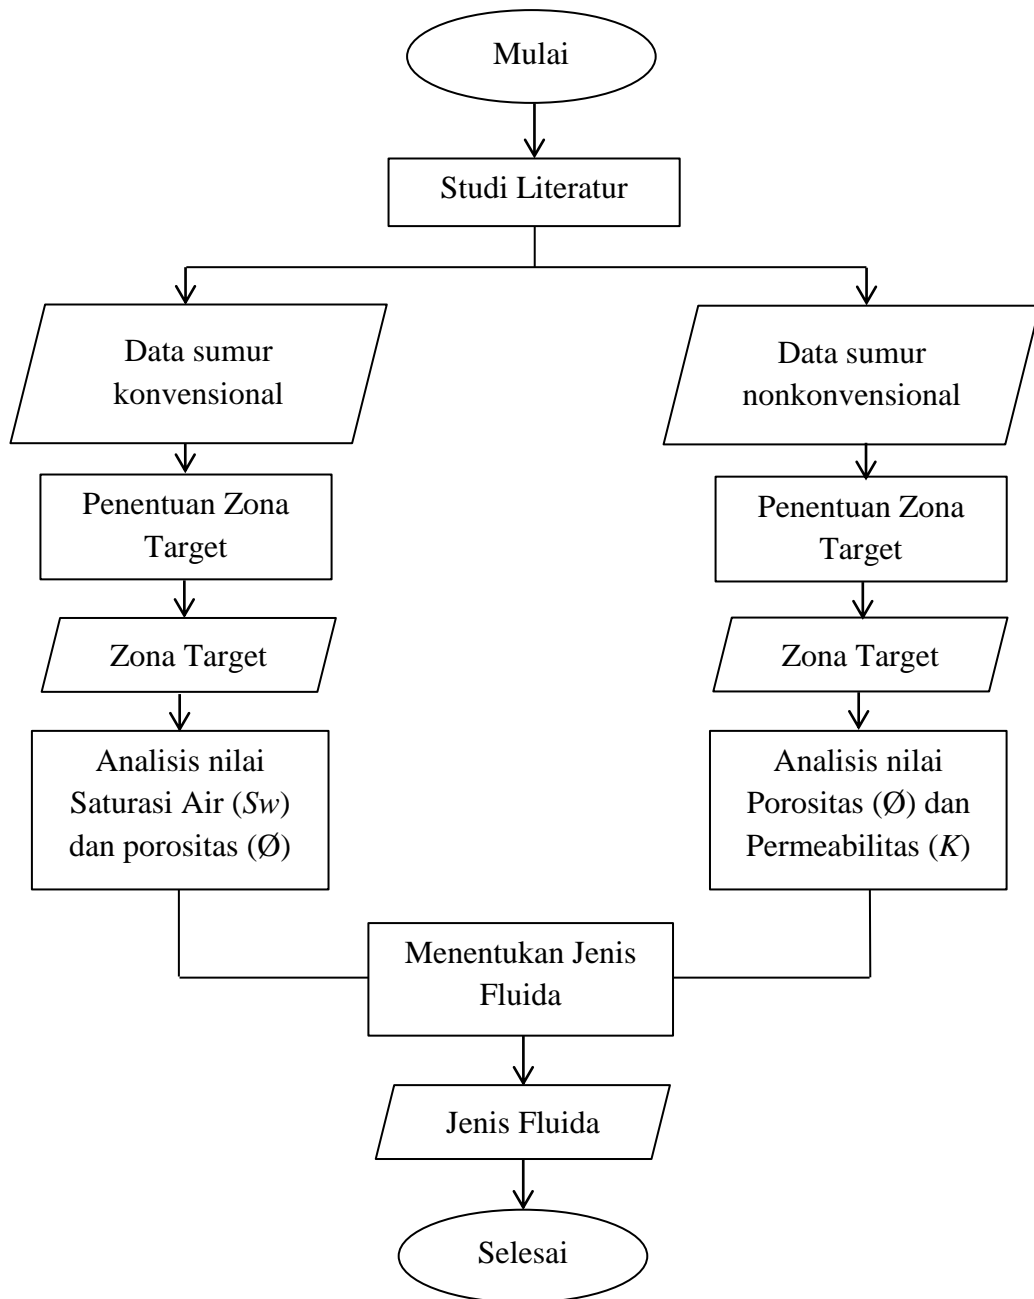 Mulai
Studi Literatur
Data sumur
konvensional
Data sumur
nonkonvensional
Penentuan Zona
Target
Penentuan Zona
Target
Zona Target
Zona Target
Analisis nilai
Saturasi Air (Sw)
dan porositas (Ø)
Analisis nilai
Porositas (Ø) dan
Permeabilitas (K)
Menentukan Jenis
Fluida
Jenis Fluida
Selesai